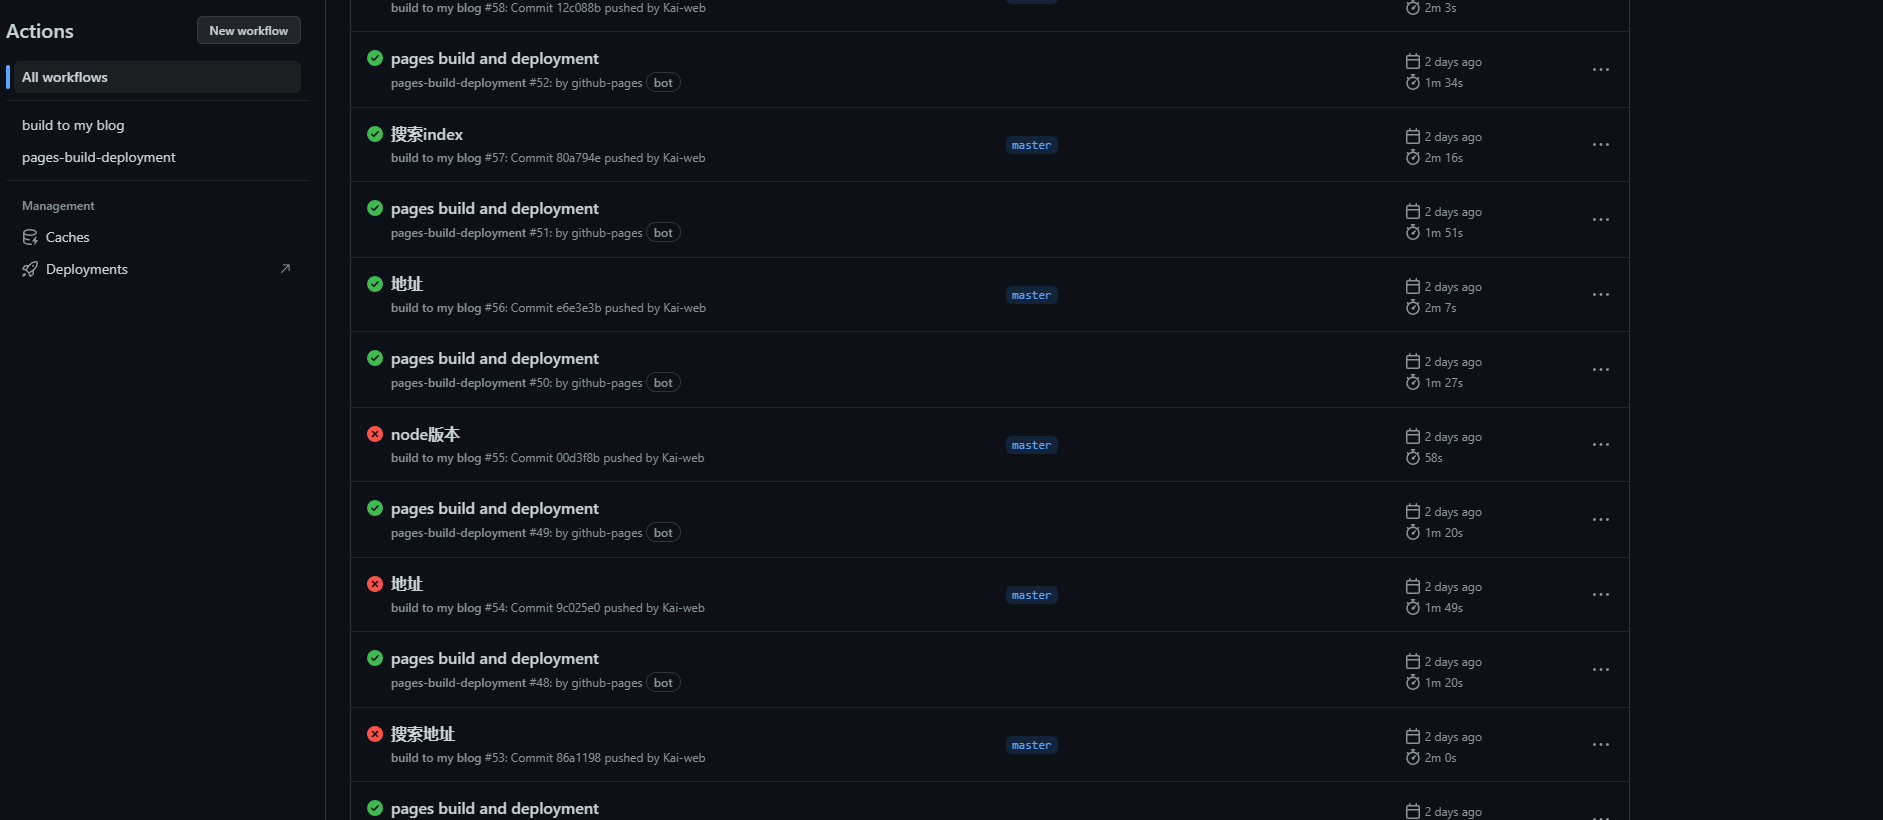 Actions
New workflow
All workflows
build to my blog
pages-build-deployment
Management
Caches
Deployments
build to my blog #58: Commit 12c088b pushed by Kai-web
2m 3s
pages build and deployment
pages-build-deployment #52: by github-pages bot
2 days ago
1m 34s
搜索index
build to my blog #57: Commit 80a794e pushed by Kai-web
master
2 days ago
2m 16s
pages build and deployment
pages-build-deployment #51: by github-pages bot
2 days ago
1m 51s
地址
build to my blog #56: Commit e6e3e3b pushed by Kai-web
master
2 days ago
2m 7s
pages build and deployment
pages-build-deployment #50: by github-pages bot
2 days ago
1m 27s
node版本
build to my blog #55: Commit 00d3f8b pushed by Kai-web
master
2 days ago
58s
pages build and deployment
pages-build-deployment #49: by github-pages bot
2 days ago
1m 20s
地址
build to my blog #54: Commit 9c025e0 pushed by Kai-web
master
2 days ago
1m 49s
pages build and deployment
pages-build-deployment #48: by github-pages bot
2 days ago
1m 20s
搜索地址
build to my blog #53: Commit 86a1198 pushed by Kai-web
master
2 days ago
2m 0s
pages build and deployment
2 days ago